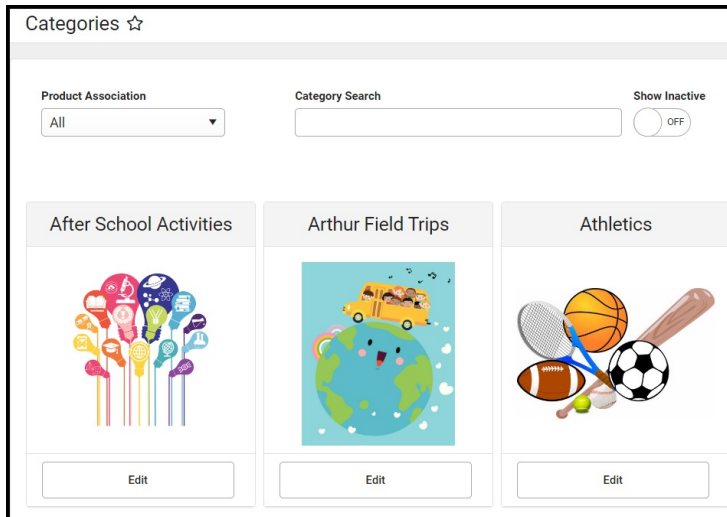 Categories
Product Association
Category Search
Show Inactive
All
OFF
After School Activities
Arthur Field Trips
Athletics
Edit
Edit
Edit